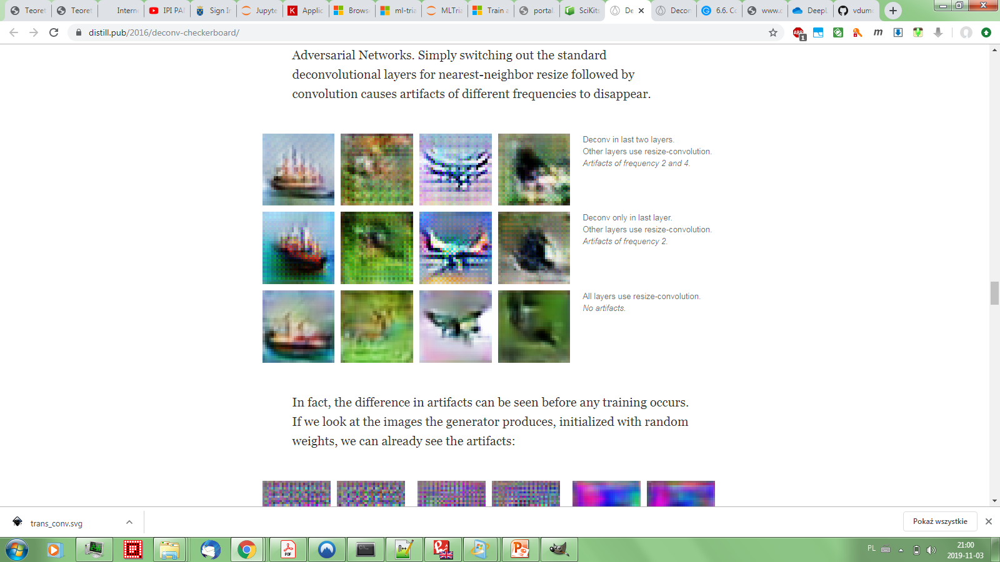 Teoret
Teoret
Intern
IPI PAN
Sign I
Jupyte
Applic
Brows
ml-tria
MLTria
Train a
portal
SciKits
De
Decon
6.6. Co
www.c
DeepL
vdum
distill.pub/2016/deconv-checkerboard/
ABP
1
m
Adversarial Networks. Simply switching out the standard
deconvolutional layers for nearest-neighbor resize followed by
convolution causes artifacts of different frequencies to disappear.
Deconv in last two layers.
Other layers use resize-convolution.
Artifacts of frequency 2 and 4.
Deconv only in last layer.
Other layers use resize-convolution.
Artifacts of frequency 2.
All layers use resize-convolution.
No artifacts.
In fact, the difference in artifacts can be seen before any training occurs.
If we look at the images the generator produces, initialized with random
weights, we can already see the artifacts:
trans_conv.svg
Pokaż wszystkie
PDF
PL
21:00
2019-11-03